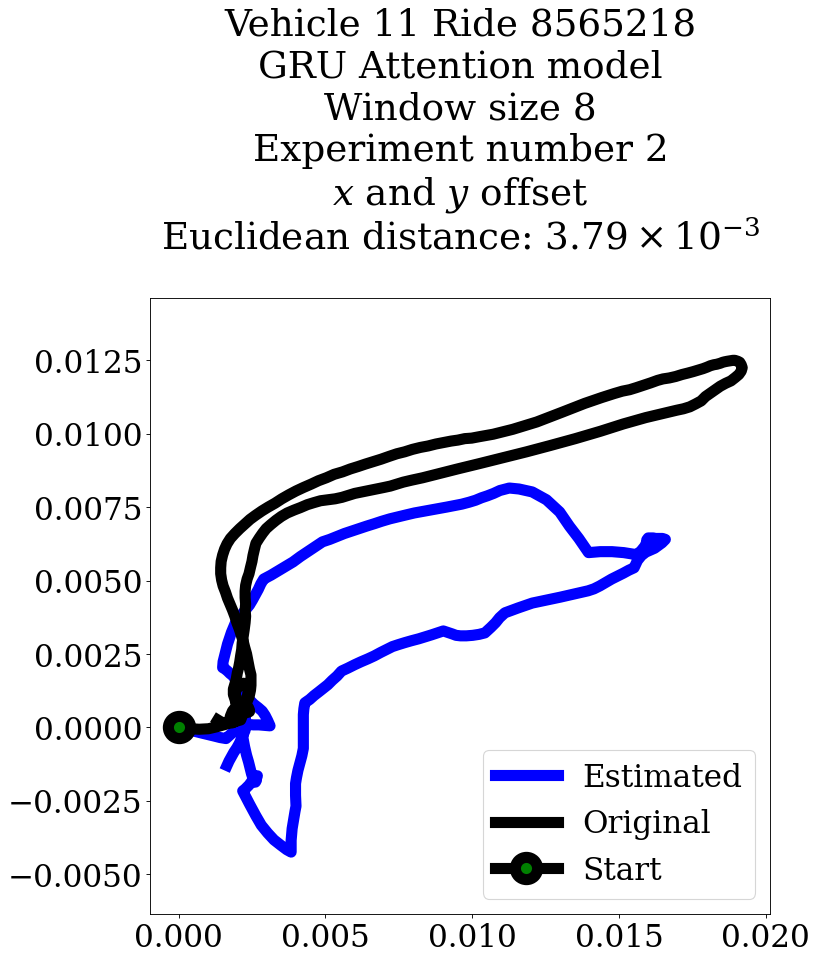 Vehicle 11 Ride 8565218
GRU Attention model
Window size 8
Experiment number 2
x and y offset
Euclidean distance: 3.79 × 10⁻³
0.0125
0.0100
0.0075
0.0050
0.0025
0.0000
−0.0025
−0.0050
Estimated
Original
Start
0.000 0.005 0.010 0.015 0.020